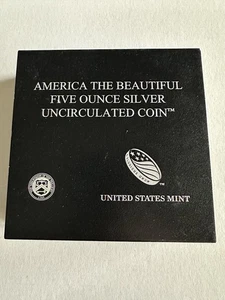 AMERICA THE BEAUTIFUL
FIVE OUNCE SILVER
UNCIRCULATED COIN™
UNITED STATES MINT